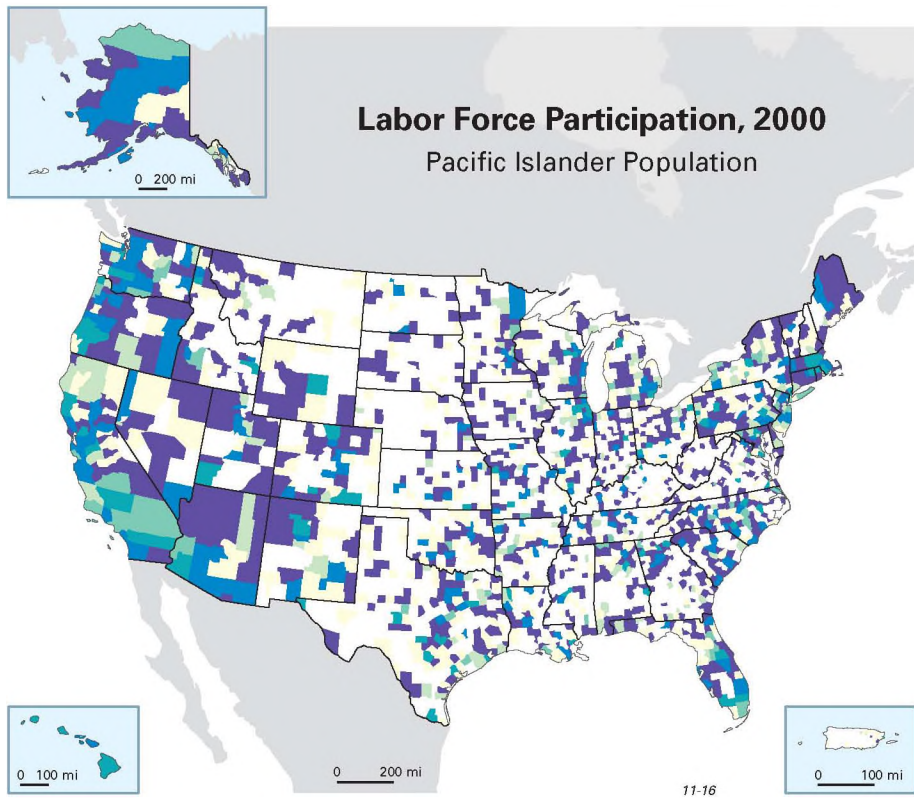 Labor Force Participation, 2000
Pacific Islander Population
0 200 mi
0 100 mi
0 200 mi
0 100 mi
11-16